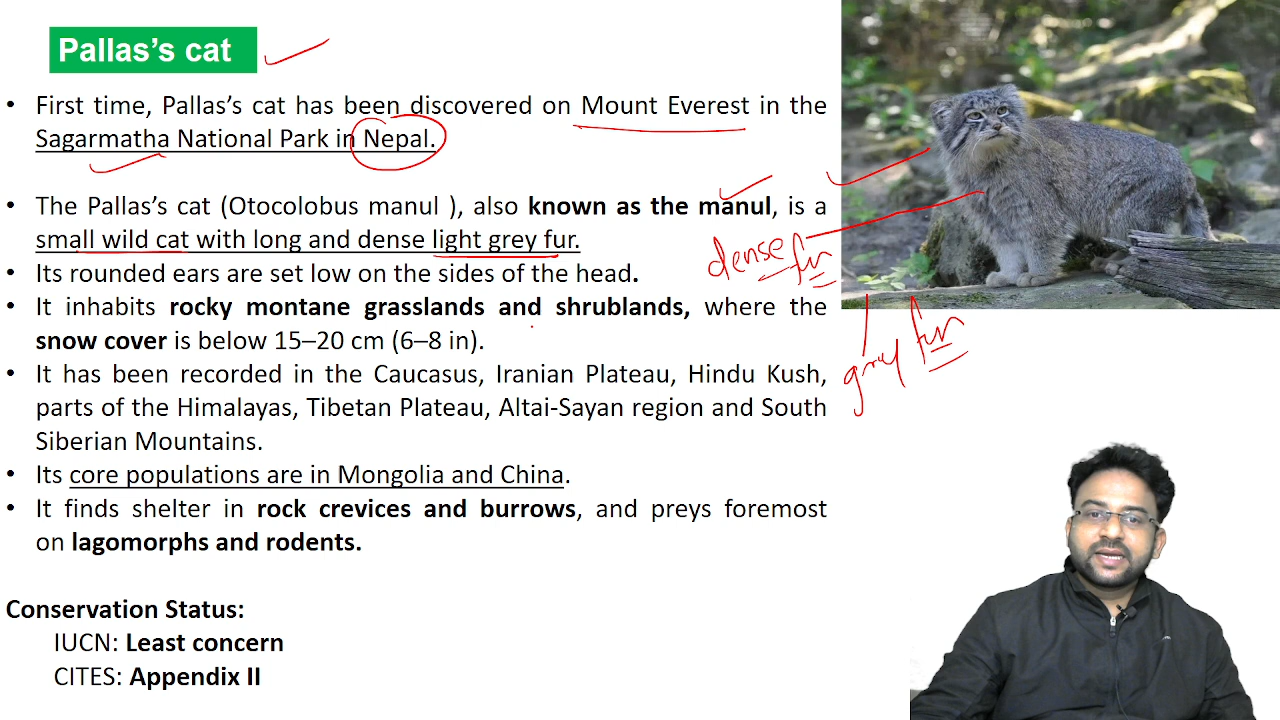 Pallas’s cat
• First time, Pallas’s cat has been discovered on Mount Everest in the
Sagarmatha National Park in Nepal.
• The Pallas’s cat (Otocolobus manul ), also known as the manul, is a
small wild cat with long and dense light grey fur.
• Its rounded ears are set low on the sides of the head.
• It inhabits rocky montane grasslands and shrublands, where the
snow cover is below 15–20 cm (6–8 in).
• It has been recorded in the Caucasus, Iranian Plateau, Hindu Kush,
parts of the Himalayas, Tibetan Plateau, Altai-Sayan region and South
Siberian Mountains.
• Its core populations are in Mongolia and China.
• It finds shelter in rock crevices and burrows, and preys foremost
on lagomorphs and rodents.
Conservation Status:
IUCN: Least concern
CITES: Appendix II
dense fur
grey fur